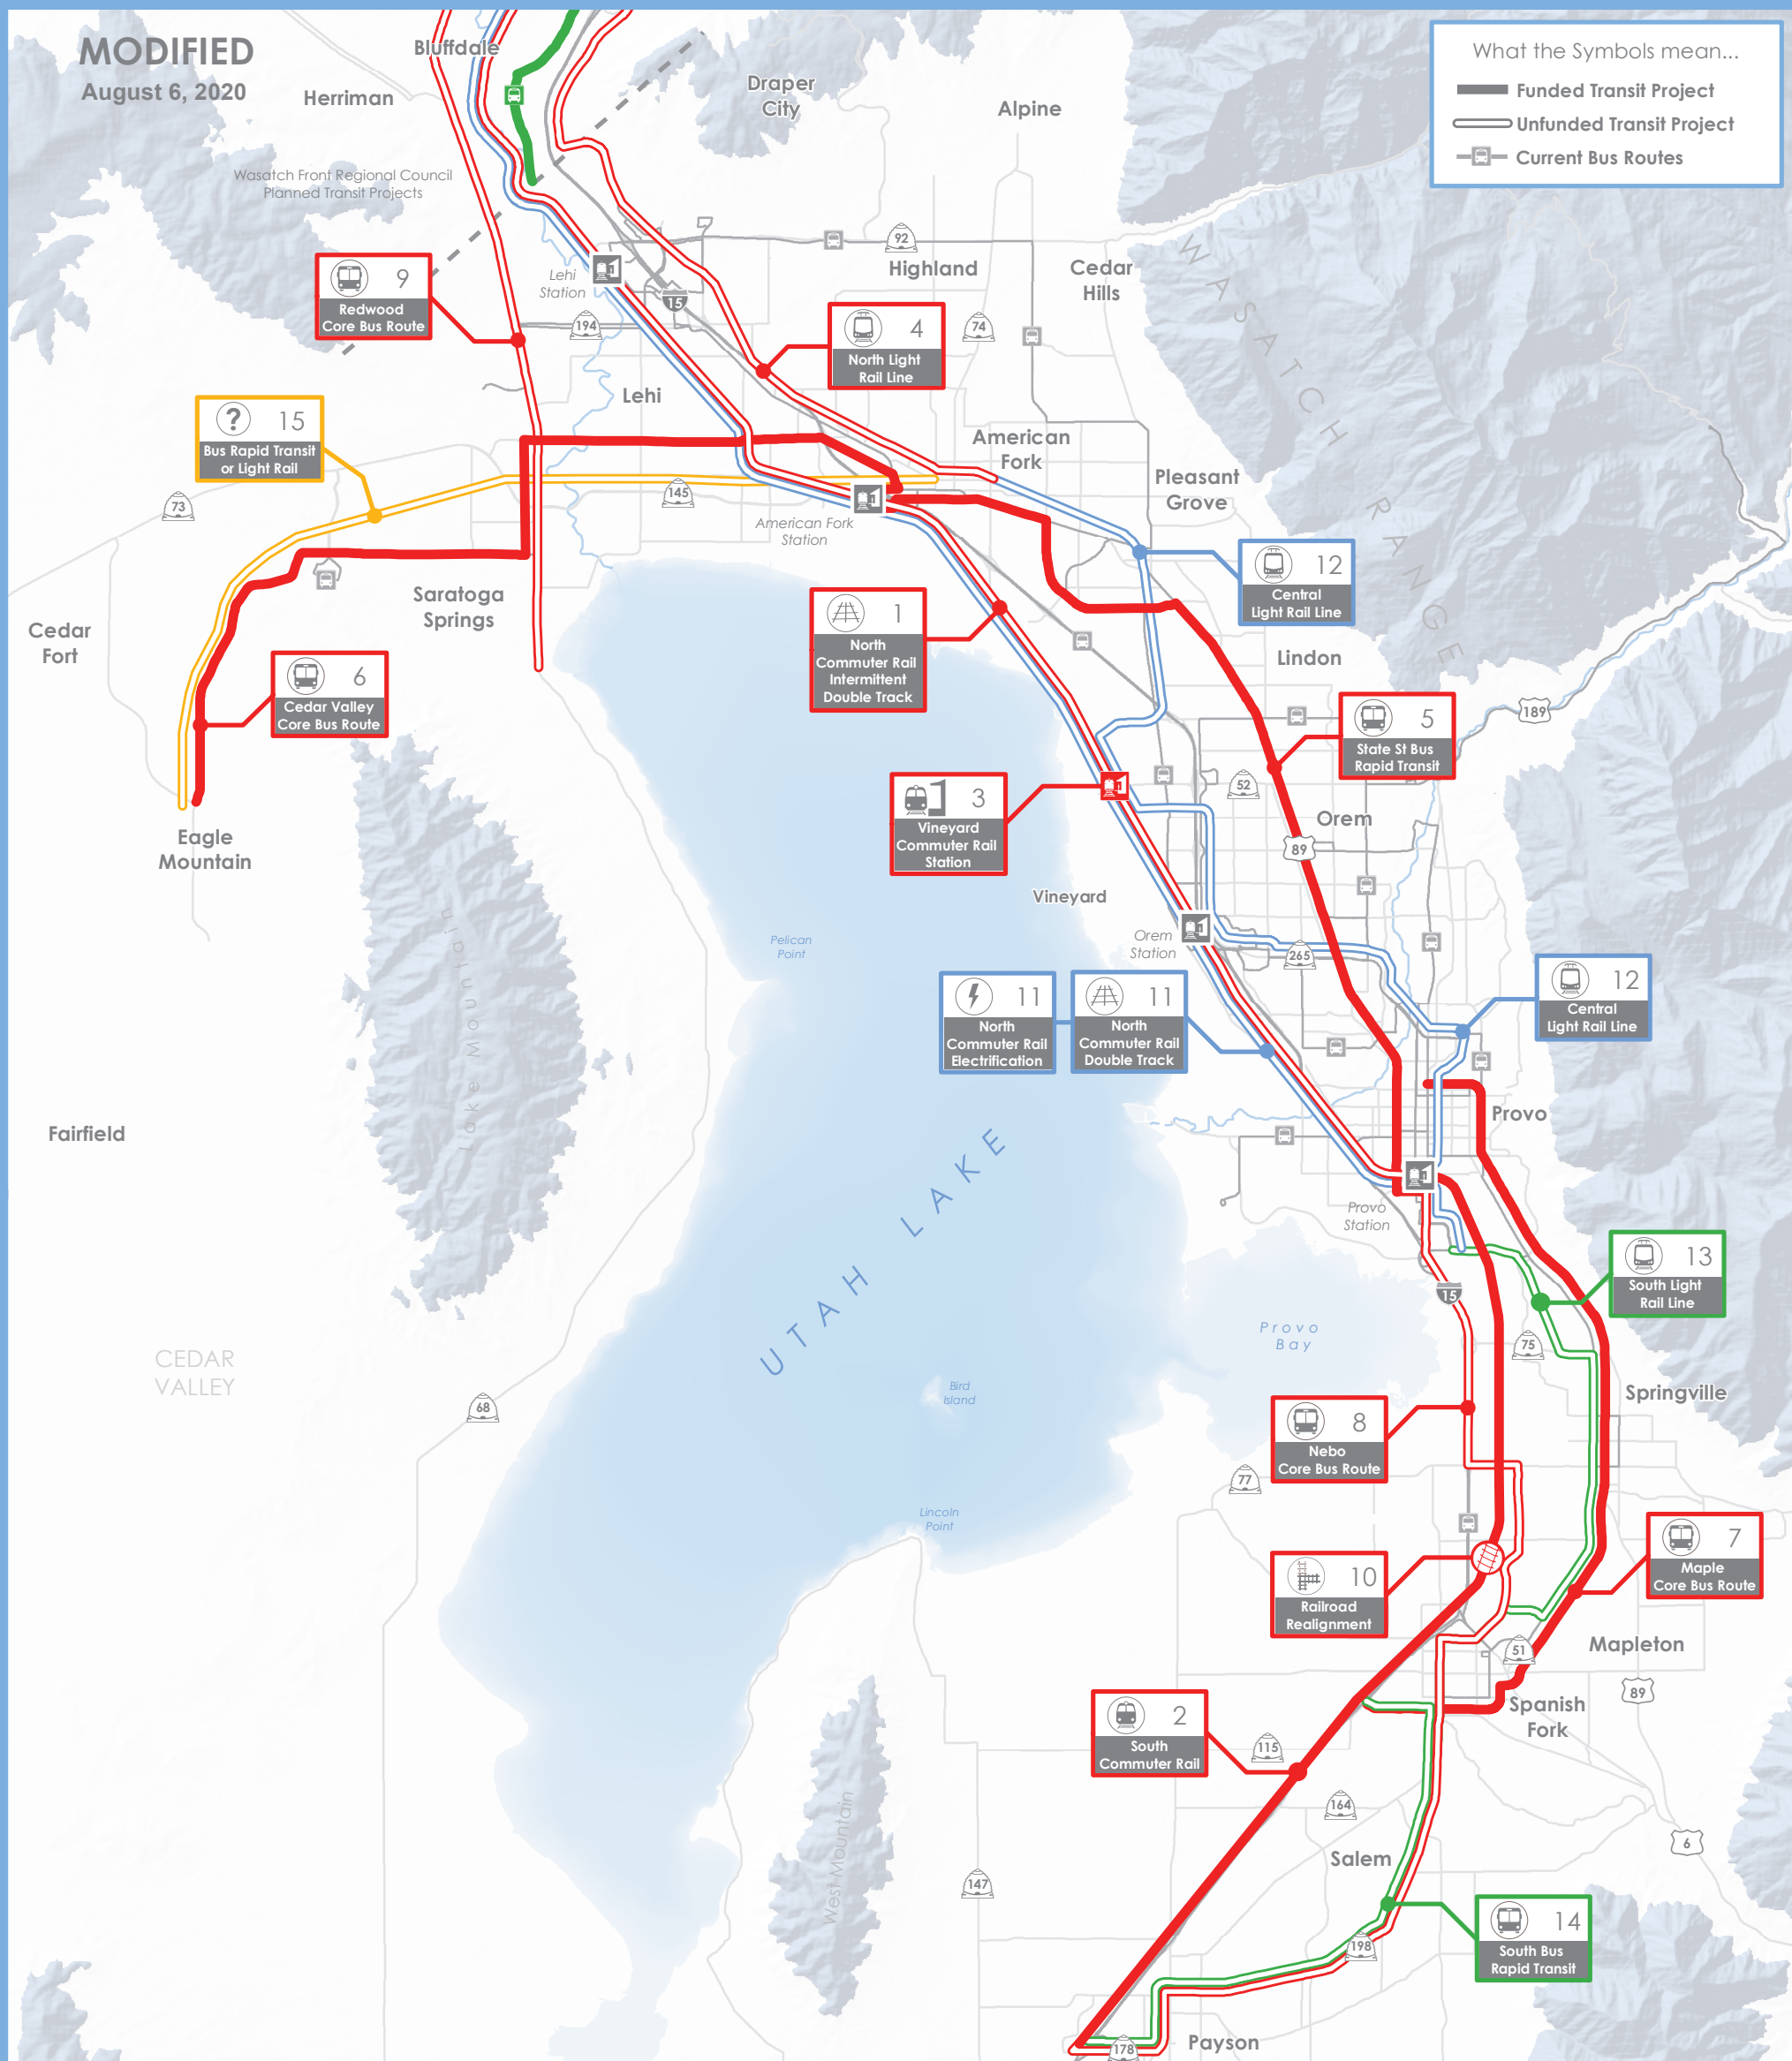 MODIFIED
August 6, 2020
What the Symbols mean...
Funded Transit Project
Unfunded Transit Project
Current Bus Routes
Bluffdale
Herriman
Draper
City
Alpine
Wasatch Front Regional Council
Planned Transit Projects
92
Highland
Cedar
Hills
WASATCH RANGE
9
Redwood
Core Bus Route
Lehi
Station
15
194
4
North Light
Rail Line
74
Lehi
15
Bus Rapid Transit
or Light Rail
American
Fork
Pleasant
Grove
73
145
American Fork
Station
12
Central
Light Rail Line
Saratoga
Springs
1
North
Commuter Rail
Intermittent
Double Track
Cedar
Fort
Lindon
6
Cedar Valley
Core Bus Route
189
5
State St Bus
Rapid Transit
3
Vineyard
Commuter Rail
Station
52
Orem
89
Eagle
Mountain
Vineyard
Pelican
Point
Orem
Station
265
Lake Mountain
11
North
Commuter Rail
Electrification
11
North
Commuter Rail
Double Track
12
Central
Light Rail Line
Fairfield
Provo
UTAH LAKE
Provo
Station
13
South Light
Rail Line
15
Provo
Bay
75
CEDAR
VALLEY
68
Bird
Island
Springville
8
Nebo
Core Bus Route
77
Lincoln
Point
7
Maple
Core Bus Route
10
Railroad
Realignment
51
Mapleton
89
Spanish
Fork
2
South
Commuter Rail
115
164
6
Salem
West Mountain
147
14
South Bus
Rapid Transit
198
178
Payson